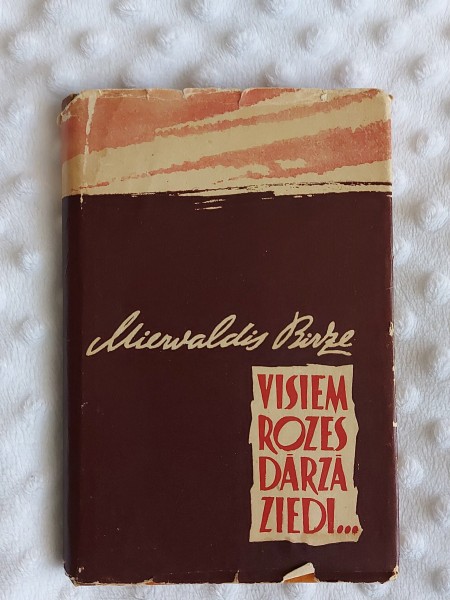 Miervaldis Birze
VISIEM
ROZES
DĀRZĀ
ZIEDI...